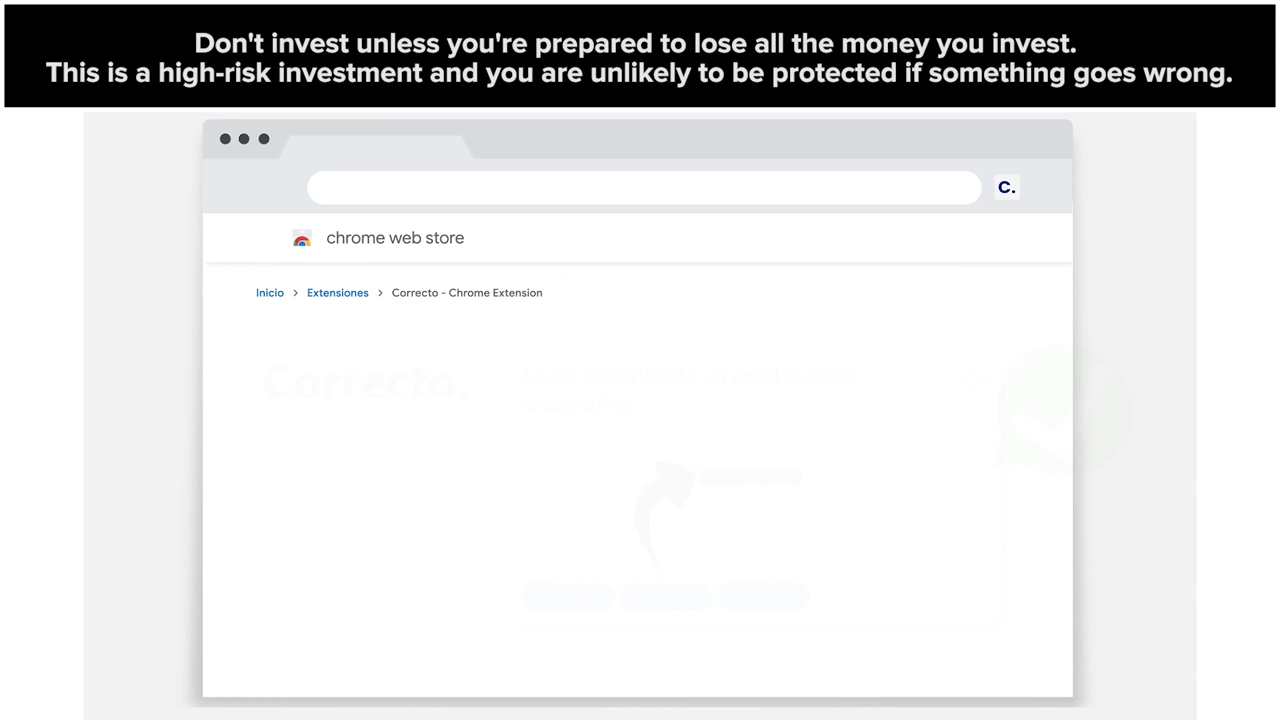 Don't invest unless you're prepared to lose all the money you invest.
This is a high-risk investment and you are unlikely to be protected if something goes wrong.
C.
chrome web store
Inicio > Extensiones > Correcto - Chrome Extension
Correcto.